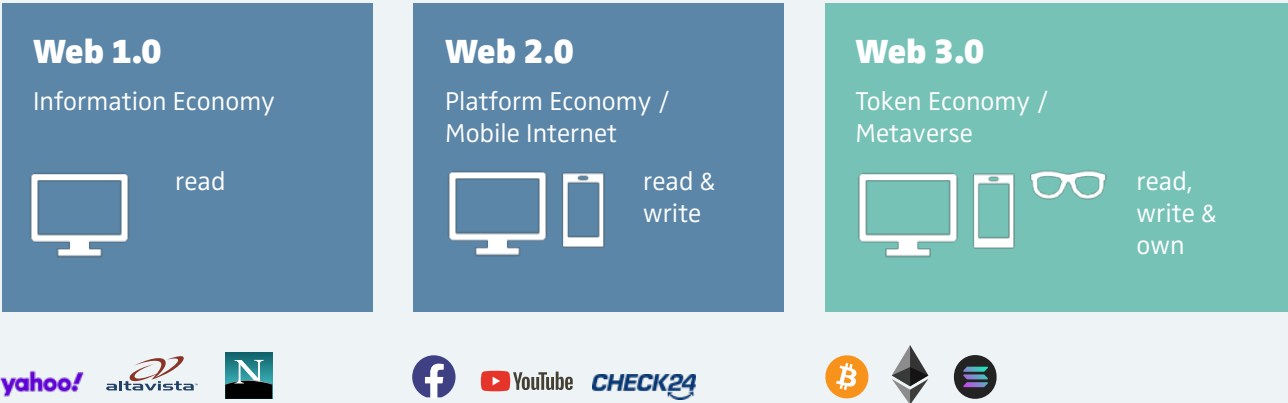 Web 1.0
Information Economy
read
Web 2.0
Platform Economy /
Mobile Internet
read &
write
Web 3.0
Token Economy /
Metaverse
read,
write &
own
yahoo!
altavista
N
f
YouTube
CHECK24
₿